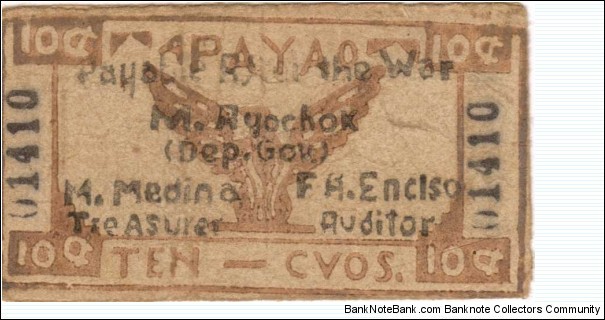 10¢ APAYAO 10¢
Payable After the War
M. Ayochok
(Dep. Gov)
M. Medina F A. Enciso
Treasurer Auditor
01410
01410
10¢ TEN — CVOS. 10¢
BanknoteBank.com - Banknote Collectors Community